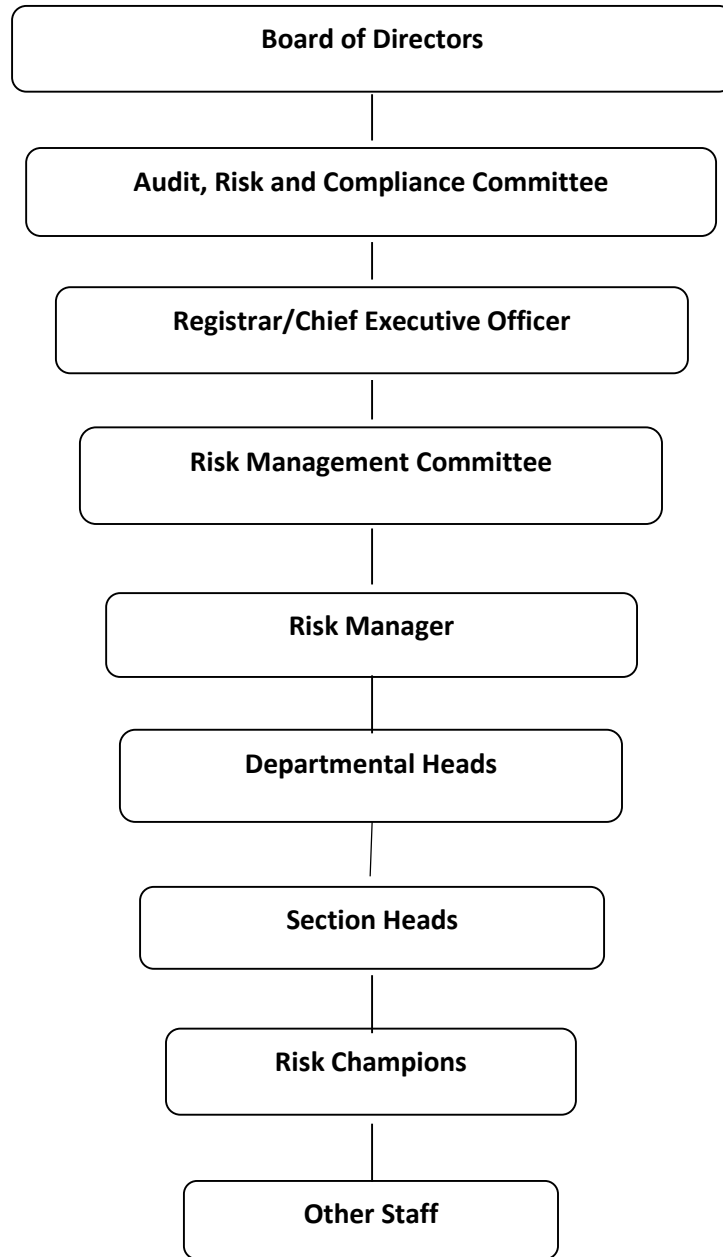 Board of Directors
Audit, Risk and Compliance Committee
Registrar/Chief Executive Officer
Risk Management Committee
Risk Manager
Departmental Heads
Section Heads
Risk Champions
Other Staff